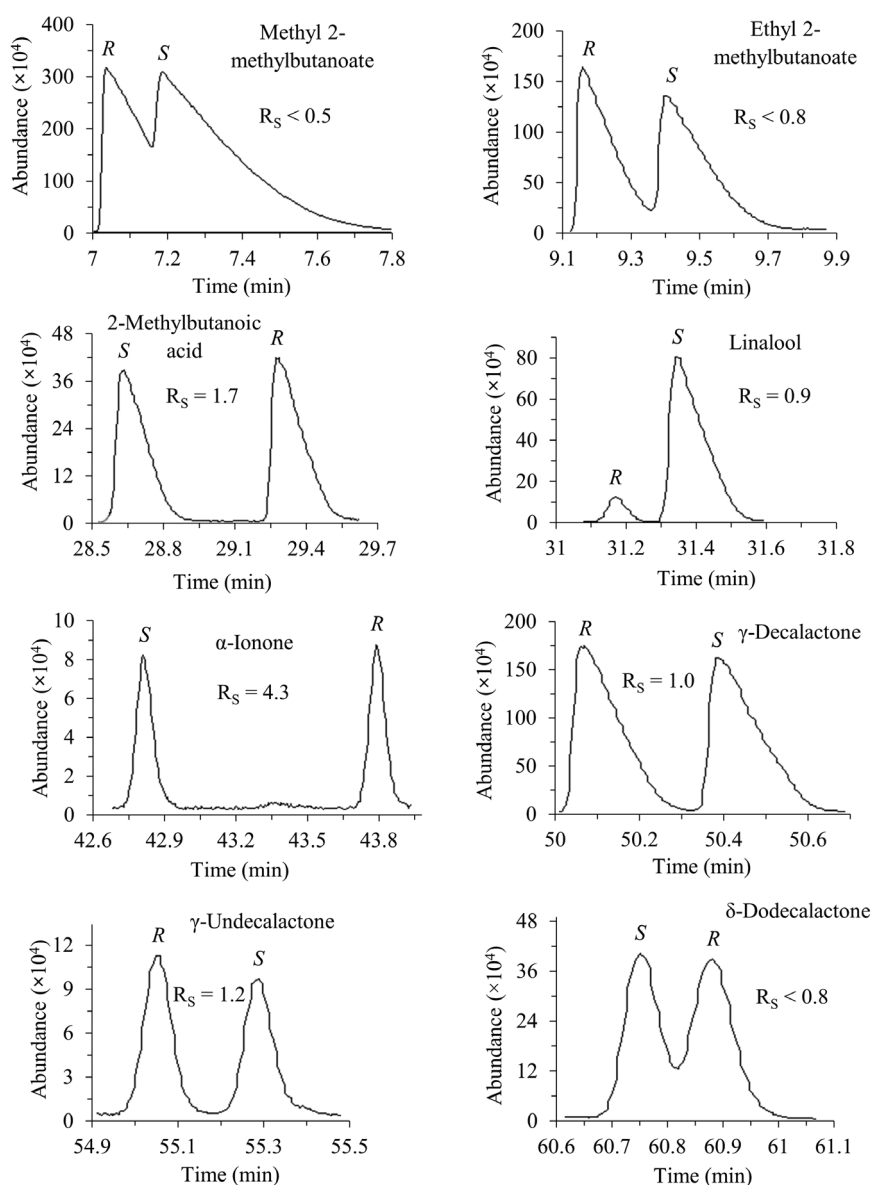 Methyl 2-
methylbutanoate
R S
R_S < 0.5
Abundance (×10⁴)
400
300
200
100
0
7 7.2 7.4 7.6 7.8
Time (min)
Ethyl 2-
methylbutanoate
R
S
R_S < 0.8
Abundance (×10⁴)
200
150
100
50
0
9.1 9.3 9.5 9.7 9.9
Time (min)
2-Methylbutanoic
acid
S R
R_S = 1.7
Abundance (×10⁴)
48
36
24
12
0
28.5 28.8 29.1 29.4 29.7
Time (min)
Linalool
S
R
R_S = 0.9
Abundance (×10⁴)
80
60
40
20
0
31 31.2 31.4 31.6 31.8
Time (min)
α-Ionone
S R
R_S = 4.3
Abundance (×10⁴)
10
8
6
4
2
0
42.6 42.9 43.2 43.5 43.8
Time (min)
γ-Decalactone
R S
R_S = 1.0
Abundance (×10⁴)
200
150
100
50
0
50 50.2 50.4 50.6
Time (min)
γ-Undecalactone
R
S
R_S = 1.2
Abundance (×10⁴)
12
9
6
3
0
54.9 55.1 55.3 55.5
Time (min)
δ-Dodecalactone
S R
R_S < 0.8
Abundance (×10⁴)
48
36
24
12
0
60.6 60.7 60.8 60.9 61 61.1
Time (min)